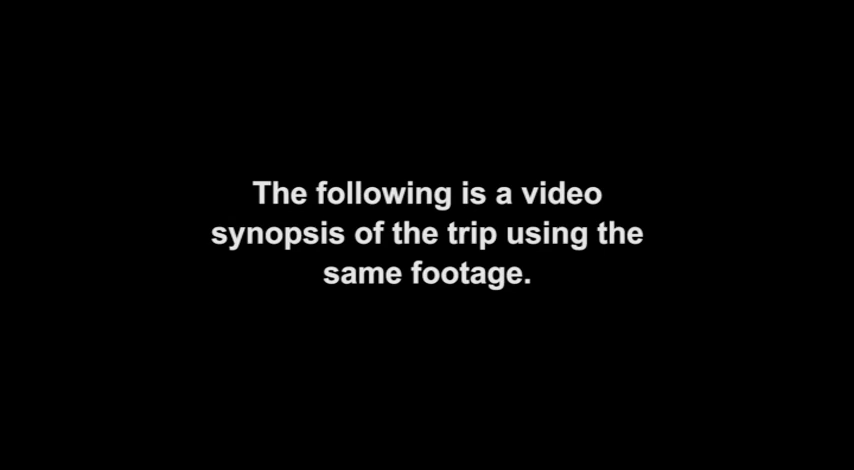 The following is a video
synopsis of the trip using the
same footage.